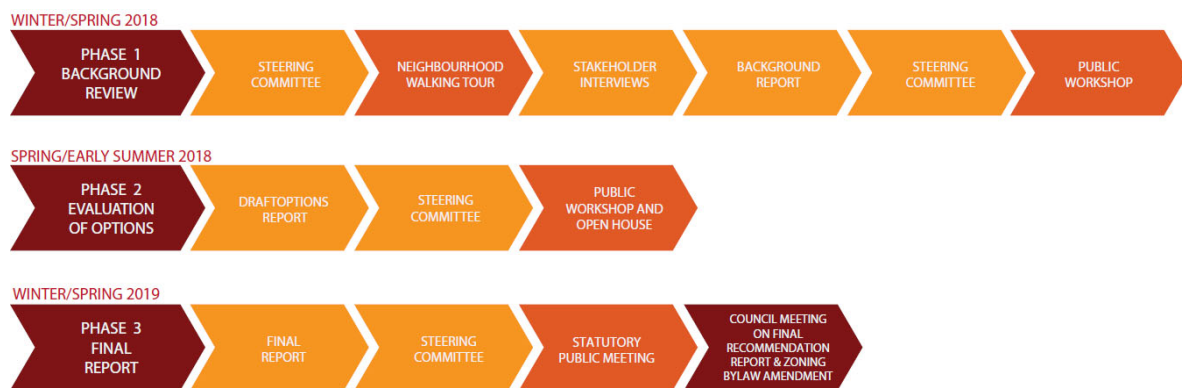 WINTER/SPRING 2018
PHASE 1
BACKGROUND
REVIEW
STEERING
COMMITTEE
NEIGHBOURHOOD
WALKING TOUR
STAKEHOLDER
INTERVIEWS
BACKGROUND
REPORT
STEERING
COMMITTEE
PUBLIC
WORKSHOP
SPRING/EARLY SUMMER 2018
PHASE 2
EVALUATION
OF OPTIONS
DRAFTOPTIONS
REPORT
STEERING
COMMITTEE
PUBLIC
WORKSHOP AND
OPEN HOUSE
WINTER/SPRING 2019
PHASE 3
FINAL
REPORT
FINAL
REPORT
STEERING
COMMITTEE
STATUTORY
PUBLIC MEETING
COUNCIL MEETING
ON FINAL
RECOMMENDATION
REPORT & ZONING
BYLAW AMENDMENT